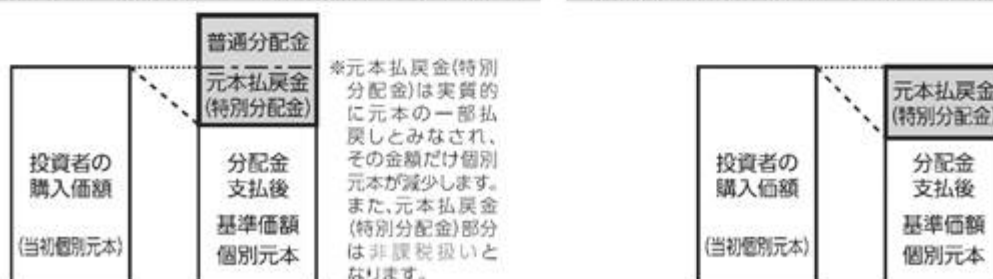 普通分配金
元本払戻金
(特別分配金)
投資者の
購入価額
(当初個別元本)
分配金
支払後
基準価額
個別元本
※元本払戻金(特別
分配金)は実質的
に元本の一部払
戻しとみなされ、
その金額だけ個別
元本が減少します。
また、元本払戻金
(特別分配金)部分
は非課税扱いと
なります。
投資者の
購入価額
(当初個別元本)
元本払戻金
(特別分配金)
分配金
支払後
基準価額
個別元本